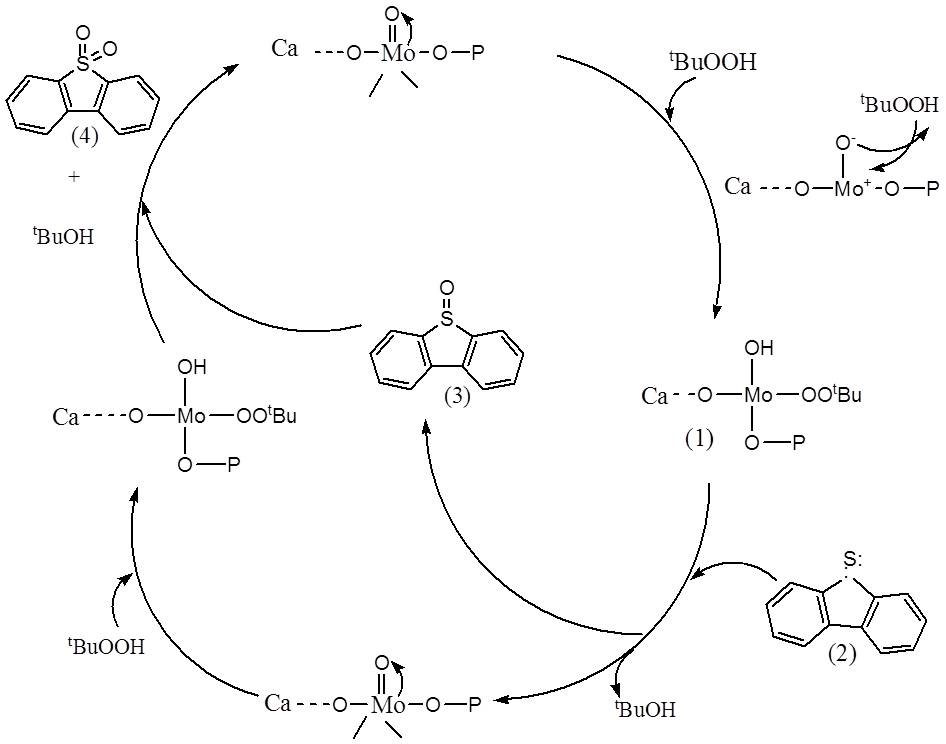 O
Ca ---O—Mo—O—P
O
O
S
(4)
+
ᵗBuOH
ᵗBuOOH
ᵗBuOOH
O⁻
Ca ---O—Mo⁺-O—P
O
S
(3)
OH
Ca---O—Mo—OOᵗBu
O—P
(1)
OH
Ca----O—Mo—OOᵗBu
O—P
S:
(2)
ᵗBuOOH
O
Ca ---O—Mo—O—P
ᵗBuOH